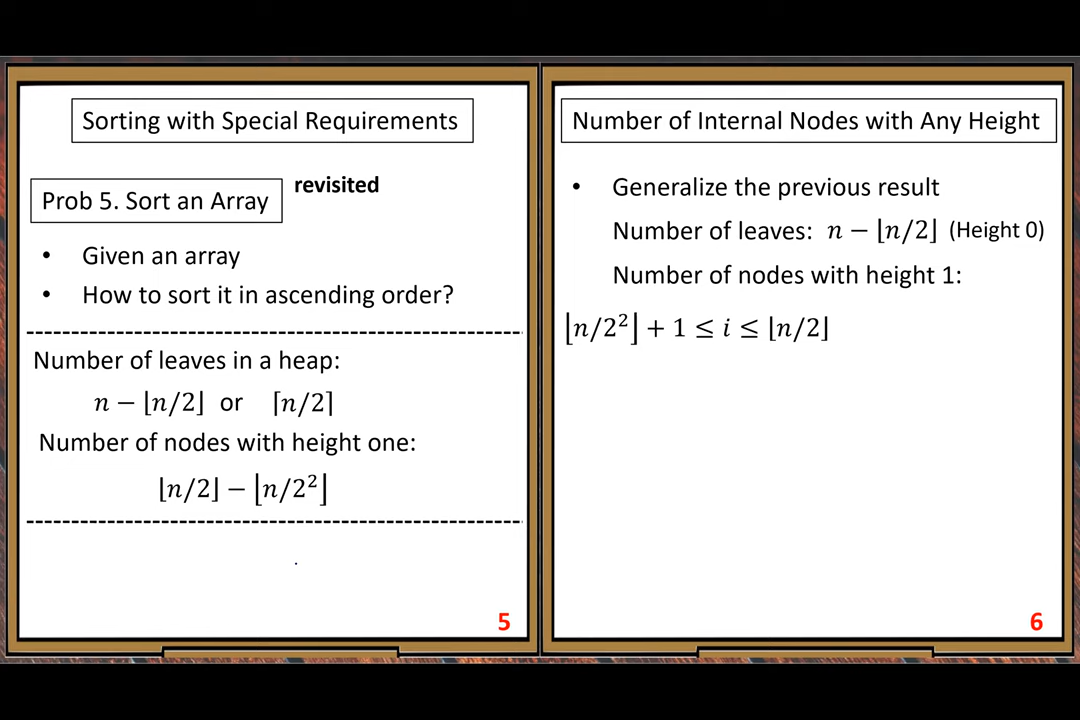 Sorting with Special Requirements
Prob 5. Sort an Array
revisited
• Given an array
• How to sort it in ascending order?
Number of leaves in a heap:
n − ⌊n/2⌋ or ⌈n/2⌉
Number of nodes with height one:
⌊n/2⌋ − ⌊n/2²⌋
5
Number of Internal Nodes with Any Height
• Generalize the previous result
Number of leaves: n − ⌊n/2⌋ (Height 0)
Number of nodes with height 1:
⌊n/2²⌋ + 1 ≤ i ≤ ⌊n/2⌋
6